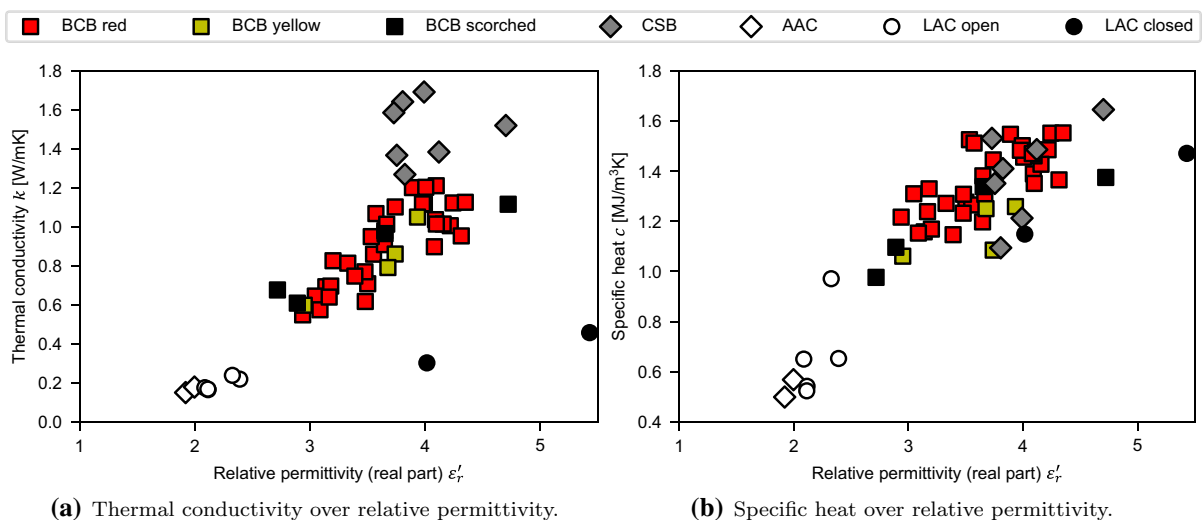 BCB red BCB yellow BCB scorched CSB AAC LAC open LAC closed
1.8
1.6
1.4
1.2
1.0
0.8
0.6
0.4
0.2
0.0
Thermal conductivity k [W/mK]
1 2 3 4 5
Relative permittivity (real part) ε′r
(a) Thermal conductivity over relative permittivity.
1.8
1.6
1.4
1.2
1.0
0.8
0.6
0.4
Specific heat c [MJ/m³K]
1 2 3 4 5
Relative permittivity (real part) ε′r
(b) Specific heat over relative permittivity.